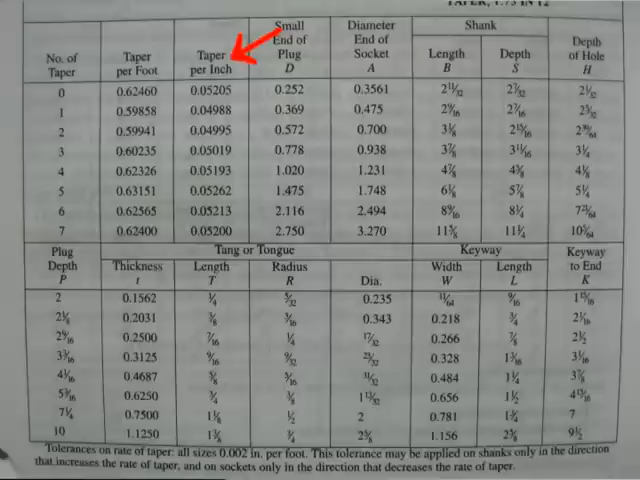 TAPER, 1.75 IN 12
No. of Taper Taper per Foot Taper per Inch Small End of Plug D Diameter End of Socket A Shank Length B Depth S Depth of Hole H
0 0.62460 0.05205 0.252 0.3561 2 11/32 2 7/32 2 1/32
1 0.59858 0.04988 0.369 0.475 2 9/16 2 7/16 2 5/32
2 0.59941 0.04995 0.572 0.700 3 1/8 2 15/16 2 39/64
3 0.60235 0.05019 0.778 0.938 3 7/8 3 11/16 3 1/4
4 0.62326 0.05193 1.020 1.231 4 7/8 4 5/8 4 1/8
5 0.63151 0.05262 1.475 1.748 6 1/8 5 7/8 5 1/4
6 0.62565 0.05213 2.116 2.494 8 9/16 8 1/4 7 21/64
7 0.62400 0.05200 2.750 3.270 11 5/8 11 1/4 10 5/64
Plug Depth P Tang or Tongue Thickness t Length T Radius R Dia. Keyway Width W Length L Keyway to End K
2 0.1562 1/4 5/32 0.235 11/64 9/16 1 15/16
2 1/8 0.2031 3/8 3/16 0.343 0.218 3/4 2 1/16
2 9/16 0.2500 7/16 1/4 17/32 0.266 7/8 2 1/2
3 3/16 0.3125 9/16 9/32 23/32 0.328 1 3/16 3 1/16
4 1/16 0.4687 5/8 5/16 31/32 0.484 1 1/4 3 7/8
5 3/16 0.6250 3/4 3/8 1 13/32 0.656 1 1/2 4 15/16
7 1/4 0.7500 1 1/8 1/2 2 0.781 1 3/4 7
10 1.1250 1 3/8 3/4 2 5/8 1.156 2 5/8 9 1/2
Tolerances on rate of taper: all sizes 0.002 in. per foot. This tolerance may be applied on shanks only in the direction
that increases the rate of taper, and on sockets only in the direction that decreases the rate of taper.